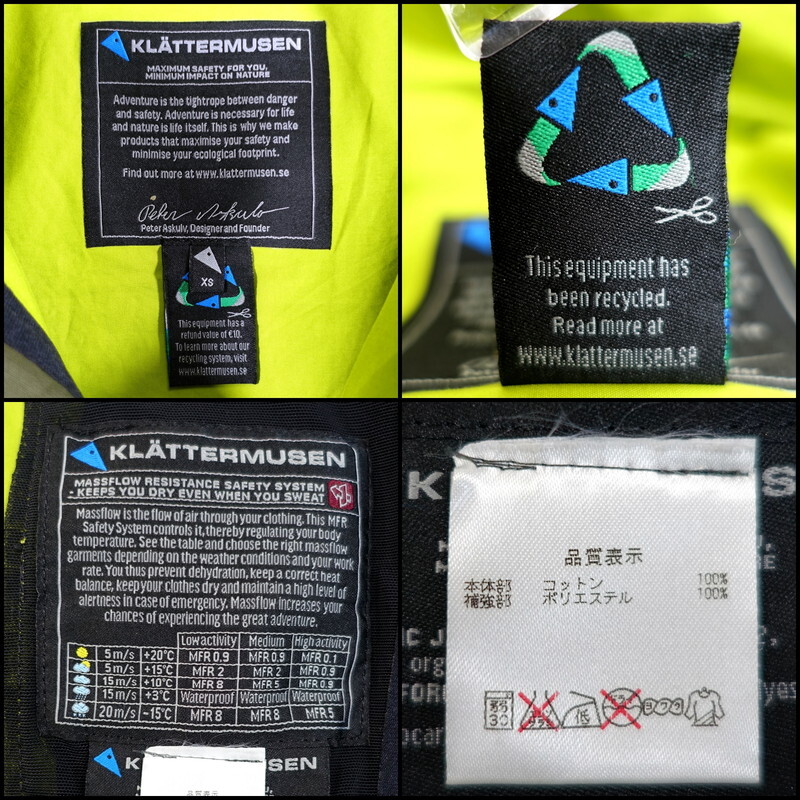 KLÄTTERMUSEN
MAXIMUM SAFETY FOR YOU,
MINIMUM IMPACT ON NATURE
Adventure is the tightrope between danger
and safety. Adventure is necessary for life
and nature is life itself. This is why we make
products that maximise your safety and
minimise your ecological footprint.
Find out more at www.klattermusen.se
Peter Askulv
Peter Askulv, Designer and Founder
XS
This equipment has a
refund value of €10.
To learn more about our
recycling system, visit
www.klattermusen.se
This equipment has
been recycled.
Read more at
www.klattermusen.se
KLÄTTERMUSEN
MASSFLOW RESISTANCE SAFETY SYSTEM
- KEEPS YOU DRY EVEN WHEN YOU SWEAT
Massflow is the flow of air through your clothing. This MFR
Safety System controls it, thereby regulating your body
temperature. See the table and choose the right massflow
garments depending on the weather conditions and your work
rate. You thus prevent dehydration, keep a correct heat
balance, keep your clothes dry and maintain a high level of
alertness in case of emergency. Massflow increases your
chances of experiencing the great adventure.
Low activity Medium High activity
5 m/s +20°C MFR 0.9 MFR 0.9 MFR 0.1
5 m/s +15°C MFR 2 MFR 2 MFR 0.9
15 m/s +10°C MFR 8 MFR 5 MFR 0.9
15 m/s +3°C Waterproof Waterproof Waterproof
20 m/s -15°C MFR 8 MFR 8 MFR 5
KLÄTTERMUSEN
品質表示
品質表示
本体部 コットン 100%
補強部 ポリエステル 100%
低